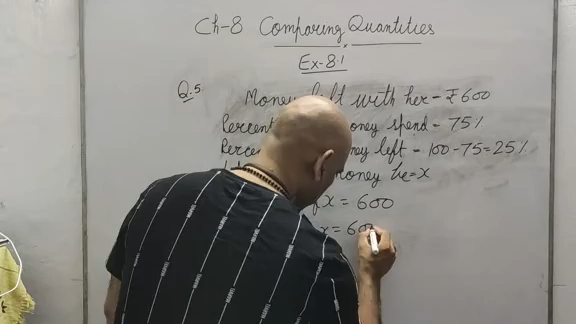 Ch-8 Comparing Quantities
Ex-8.1
Q.5 Money left with her = ₹600
Percent money spend = 75%
Perce money left = 100-75=25%
money be=x
x = 600
x = 60